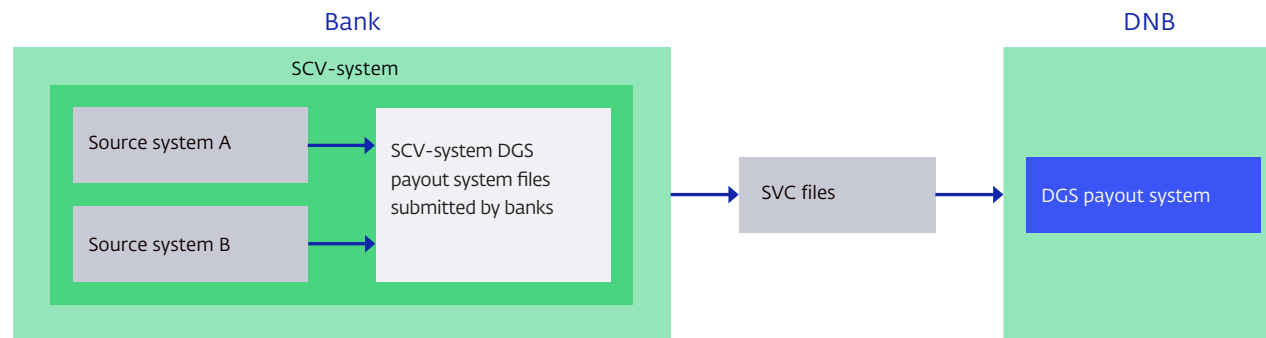 Bank
DNB
SCV-system
Source system A
SCV-system DGS
payout system files
submitted by banks
Source system B
SVC files
DGS payout system